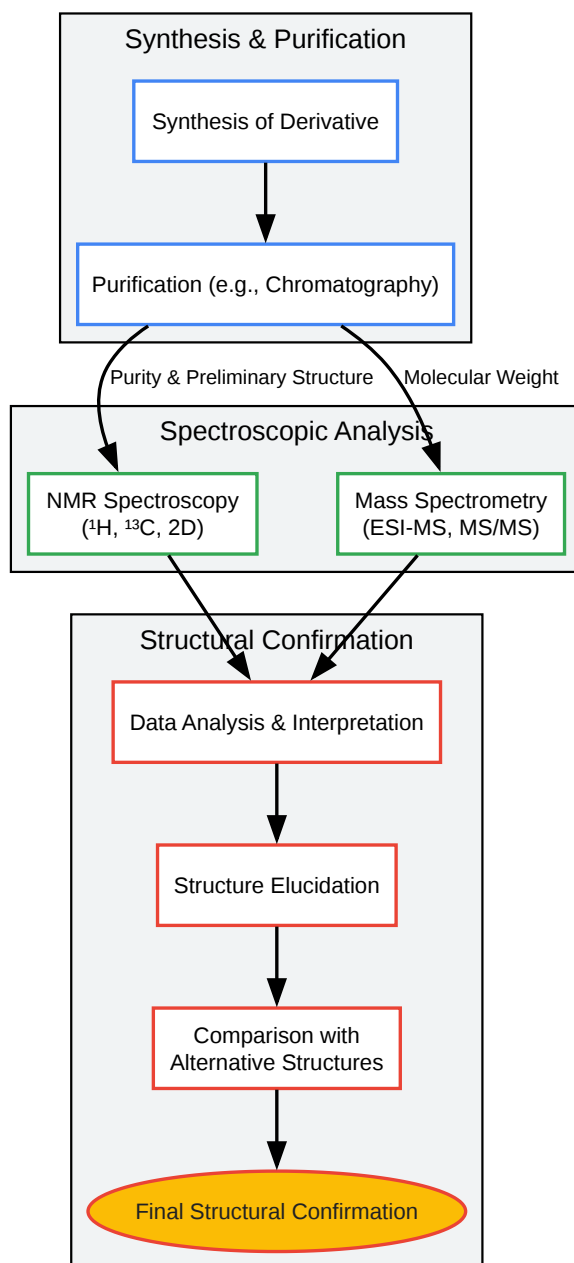 Synthesis & Purification
Synthesis of Derivative
Purification (e.g., Chromatography)
Purity & Preliminary Structure
Molecular Weight
Spectroscopic Analysis
NMR Spectroscopy
(¹H, ¹³C, 2D)
Mass Spectrometry
(ESI-MS, MS/MS)
Structural Confirmation
Data Analysis & Interpretation
Structure Elucidation
Comparison with
Alternative Structures
Final Structural Confirmation